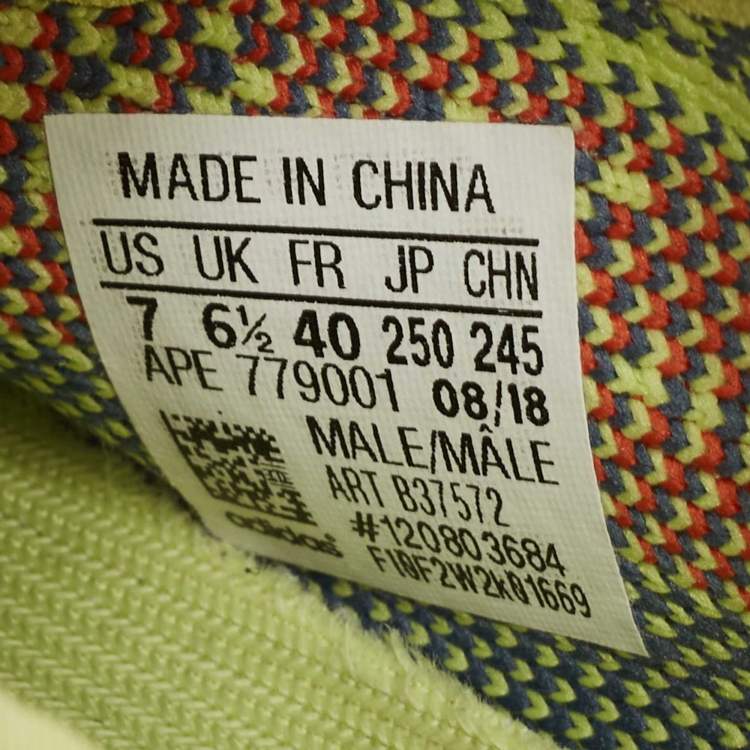 MADE IN CHINA
US UK FR JP CHN
7 6½ 40 250 245
APE 779001 08/18
MALE/MÂLE
ART B37572
#120803684
adidas F10F2W2k01669